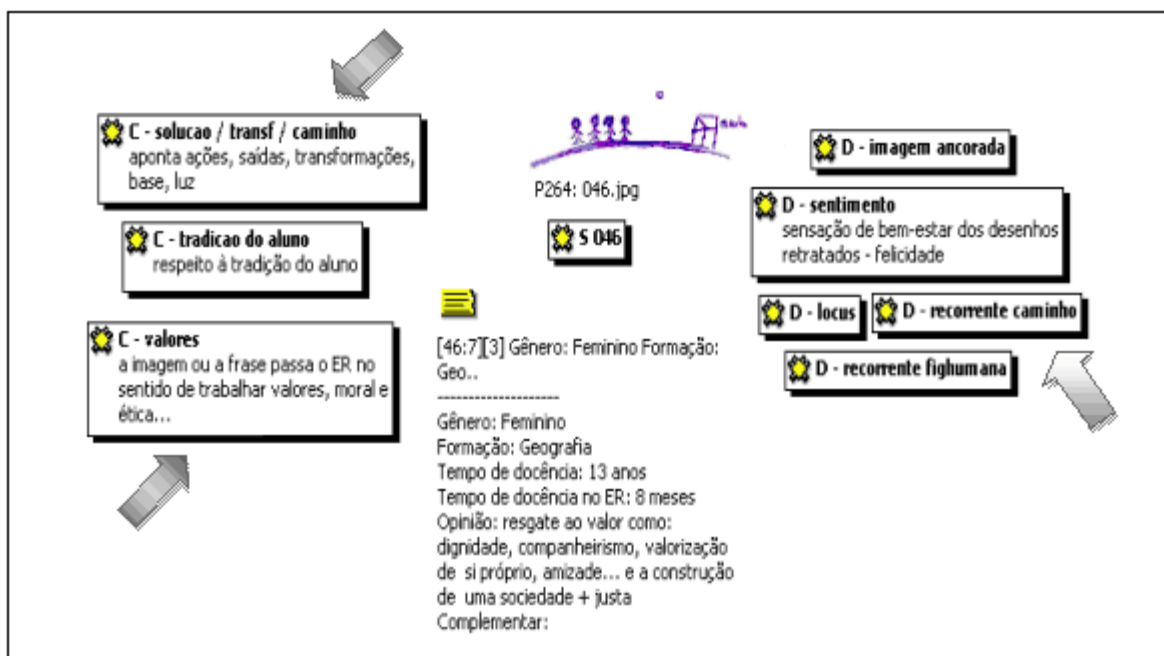 C - solucao / transf / caminho
aponta ações, saídas, transformações,
base, luz
C - tradicao do aluno
respeito à tradição do aluno
C - valores
a imagem ou a frase passa o ER no
sentido de trabalhar valores, moral e
ética...
P264: 046.jpg
S 046
[46:7][3] Gênero: Feminino Formação:
Geo..
--------------------
Gênero: Feminino
Formação: Geografia
Tempo de docência: 13 anos
Tempo de docência no ER: 8 meses
Opinião: resgate ao valor como:
dignidade, companheirismo, valorização
de si próprio, amizade... e a construção
de uma sociedade + justa
Complementar:
D - imagem ancorada
D - sentimento
sensação de bem-estar dos desenhos
retratados - felicidade
D - locus
D - recorrente caminho
D - recorrente fighumana